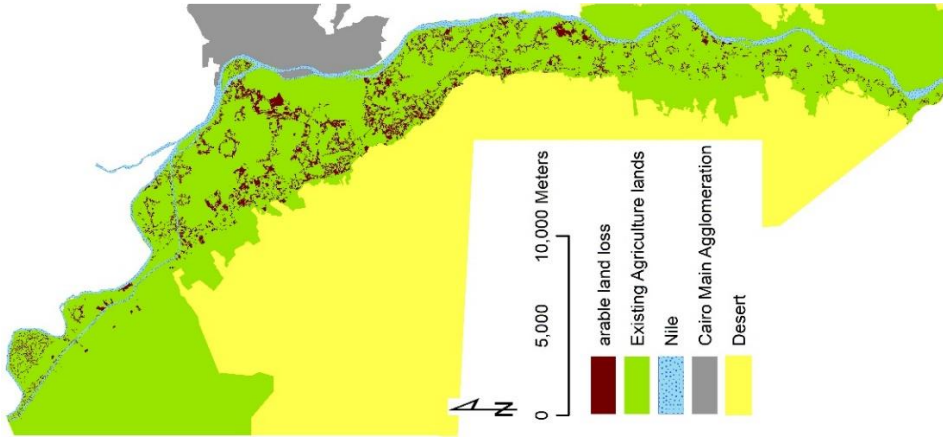 N
0
5,000
10,000 Meters
arable land loss
Existing Agriculture lands
Nile
Cairo Main Agglomeration
Desert